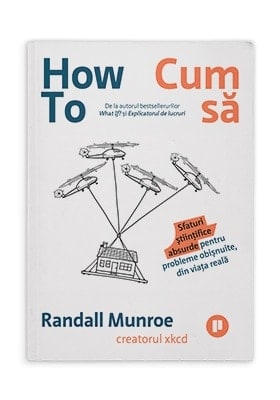 How Cum
To să
De la autorul bestsellerurilor
What if? și Explicatorul de lucruri
Sfaturi
științifice
absurde pentru
probleme obișnuite,
din viața reală
Randall Munroe
creatorul xkcd